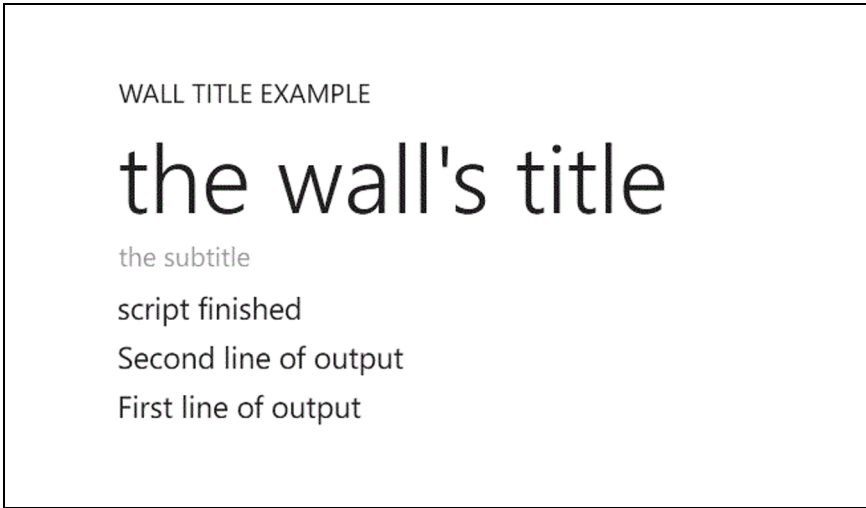 WALL TITLE EXAMPLE
the wall's title
the subtitle
script finished
Second line of output
First line of output